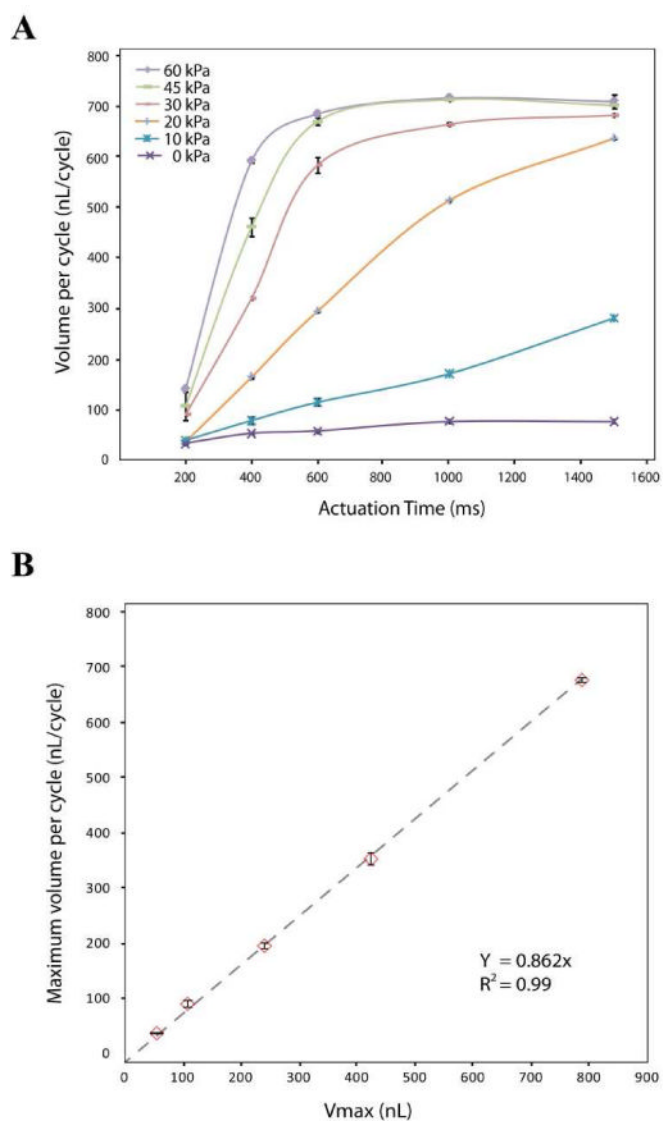 A
800
700
600
500
400
300
200
100
0
60 kPa
45 kPa
30 kPa
20 kPa
10 kPa
0 kPa
Volume per cycle (nL/cycle)
200 400 600 800 1000 1200 1400 1600
Actuation Time (ms)
B
800
700
600
400
300
200
100
0
Maximum volume per cycle (nL/cycle)
Y = 0.862x
R² = 0.99
0 100 200 300 400 500 600 700 800 900
Vmax (nL)